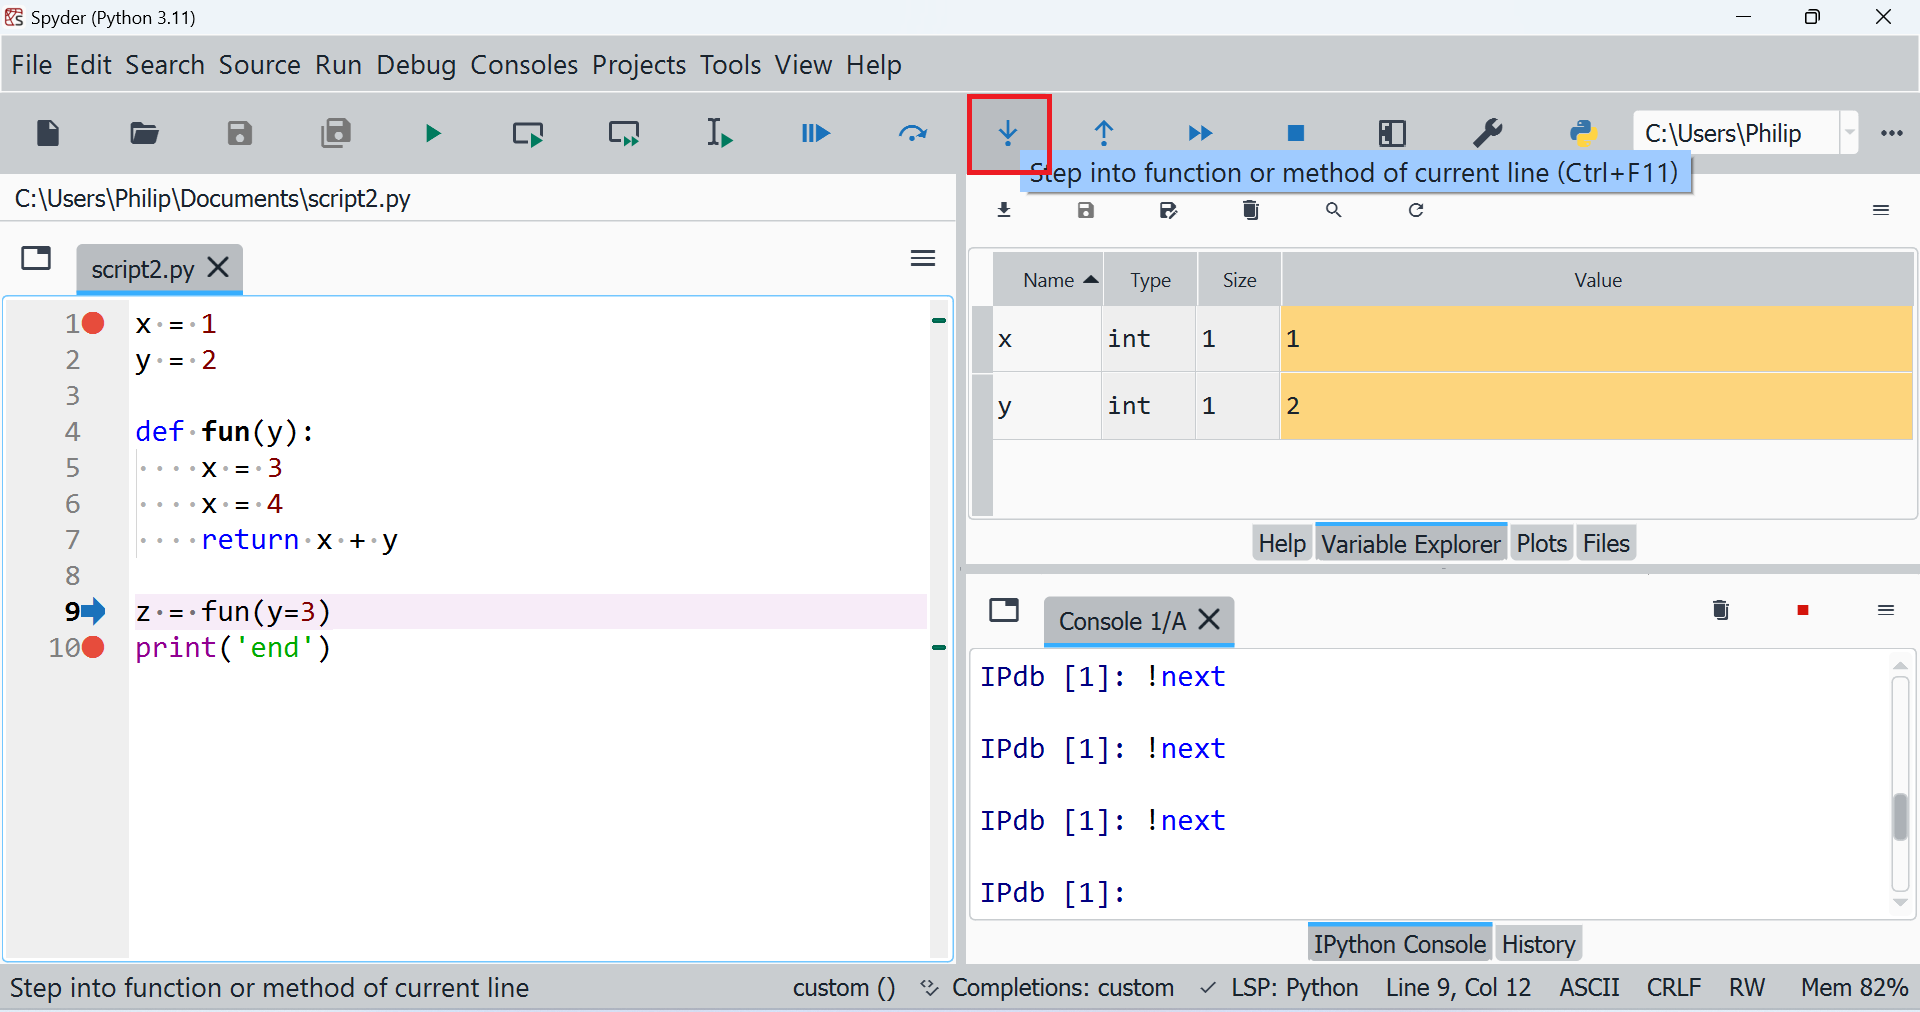 Spyder (Python 3.11)
File Edit Search Source Run Debug Consoles Projects Tools View Help
C:\Users\Philip
Step into function or method of current line (Ctrl+F11)
C:\Users\Philip\Documents\script2.py
script2.py
1 x = 1
2 y = 2
3
4 def fun(y):
5     x = 3
6     x = 4
7     return x + y
8
9 z = fun(y=3)
10 print('end')
Name Type Size Value
x int 1 1
y int 1 2
Help Variable Explorer Plots Files
Console 1/A
IPdb [1]: !next
IPdb [1]: !next
IPdb [1]: !next
IPdb [1]:
IPython Console History
Step into function or method of current line custom () Completions: custom LSP: Python Line 9, Col 12 ASCII CRLF RW Mem 82%